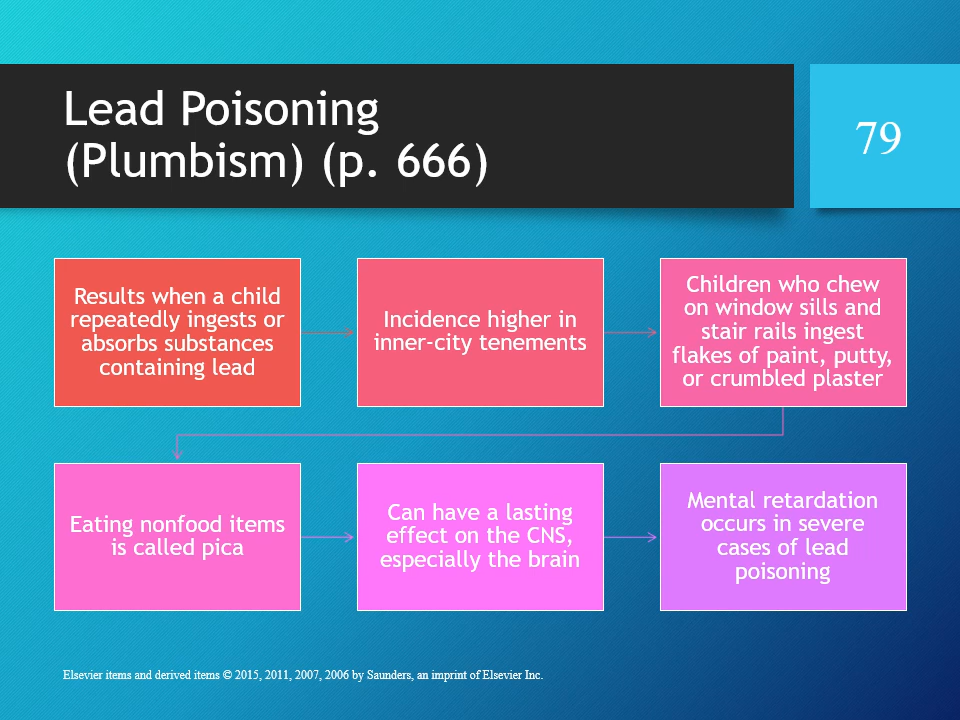 Lead Poisoning
(Plumbism) (p. 666)
79
Results when a child
repeatedly ingests or
absorbs substances
containing lead
Incidence higher in
inner-city tenements
Children who chew
on window sills and
stair rails ingest
flakes of paint, putty,
or crumbled plaster
Eating nonfood items
is called pica
Can have a lasting
effect on the CNS,
especially the brain
Mental retardation
occurs in severe
cases of lead
poisoning
Elsevier items and derived items © 2015, 2011, 2007, 2006 by Saunders, an imprint of Elsevier Inc.